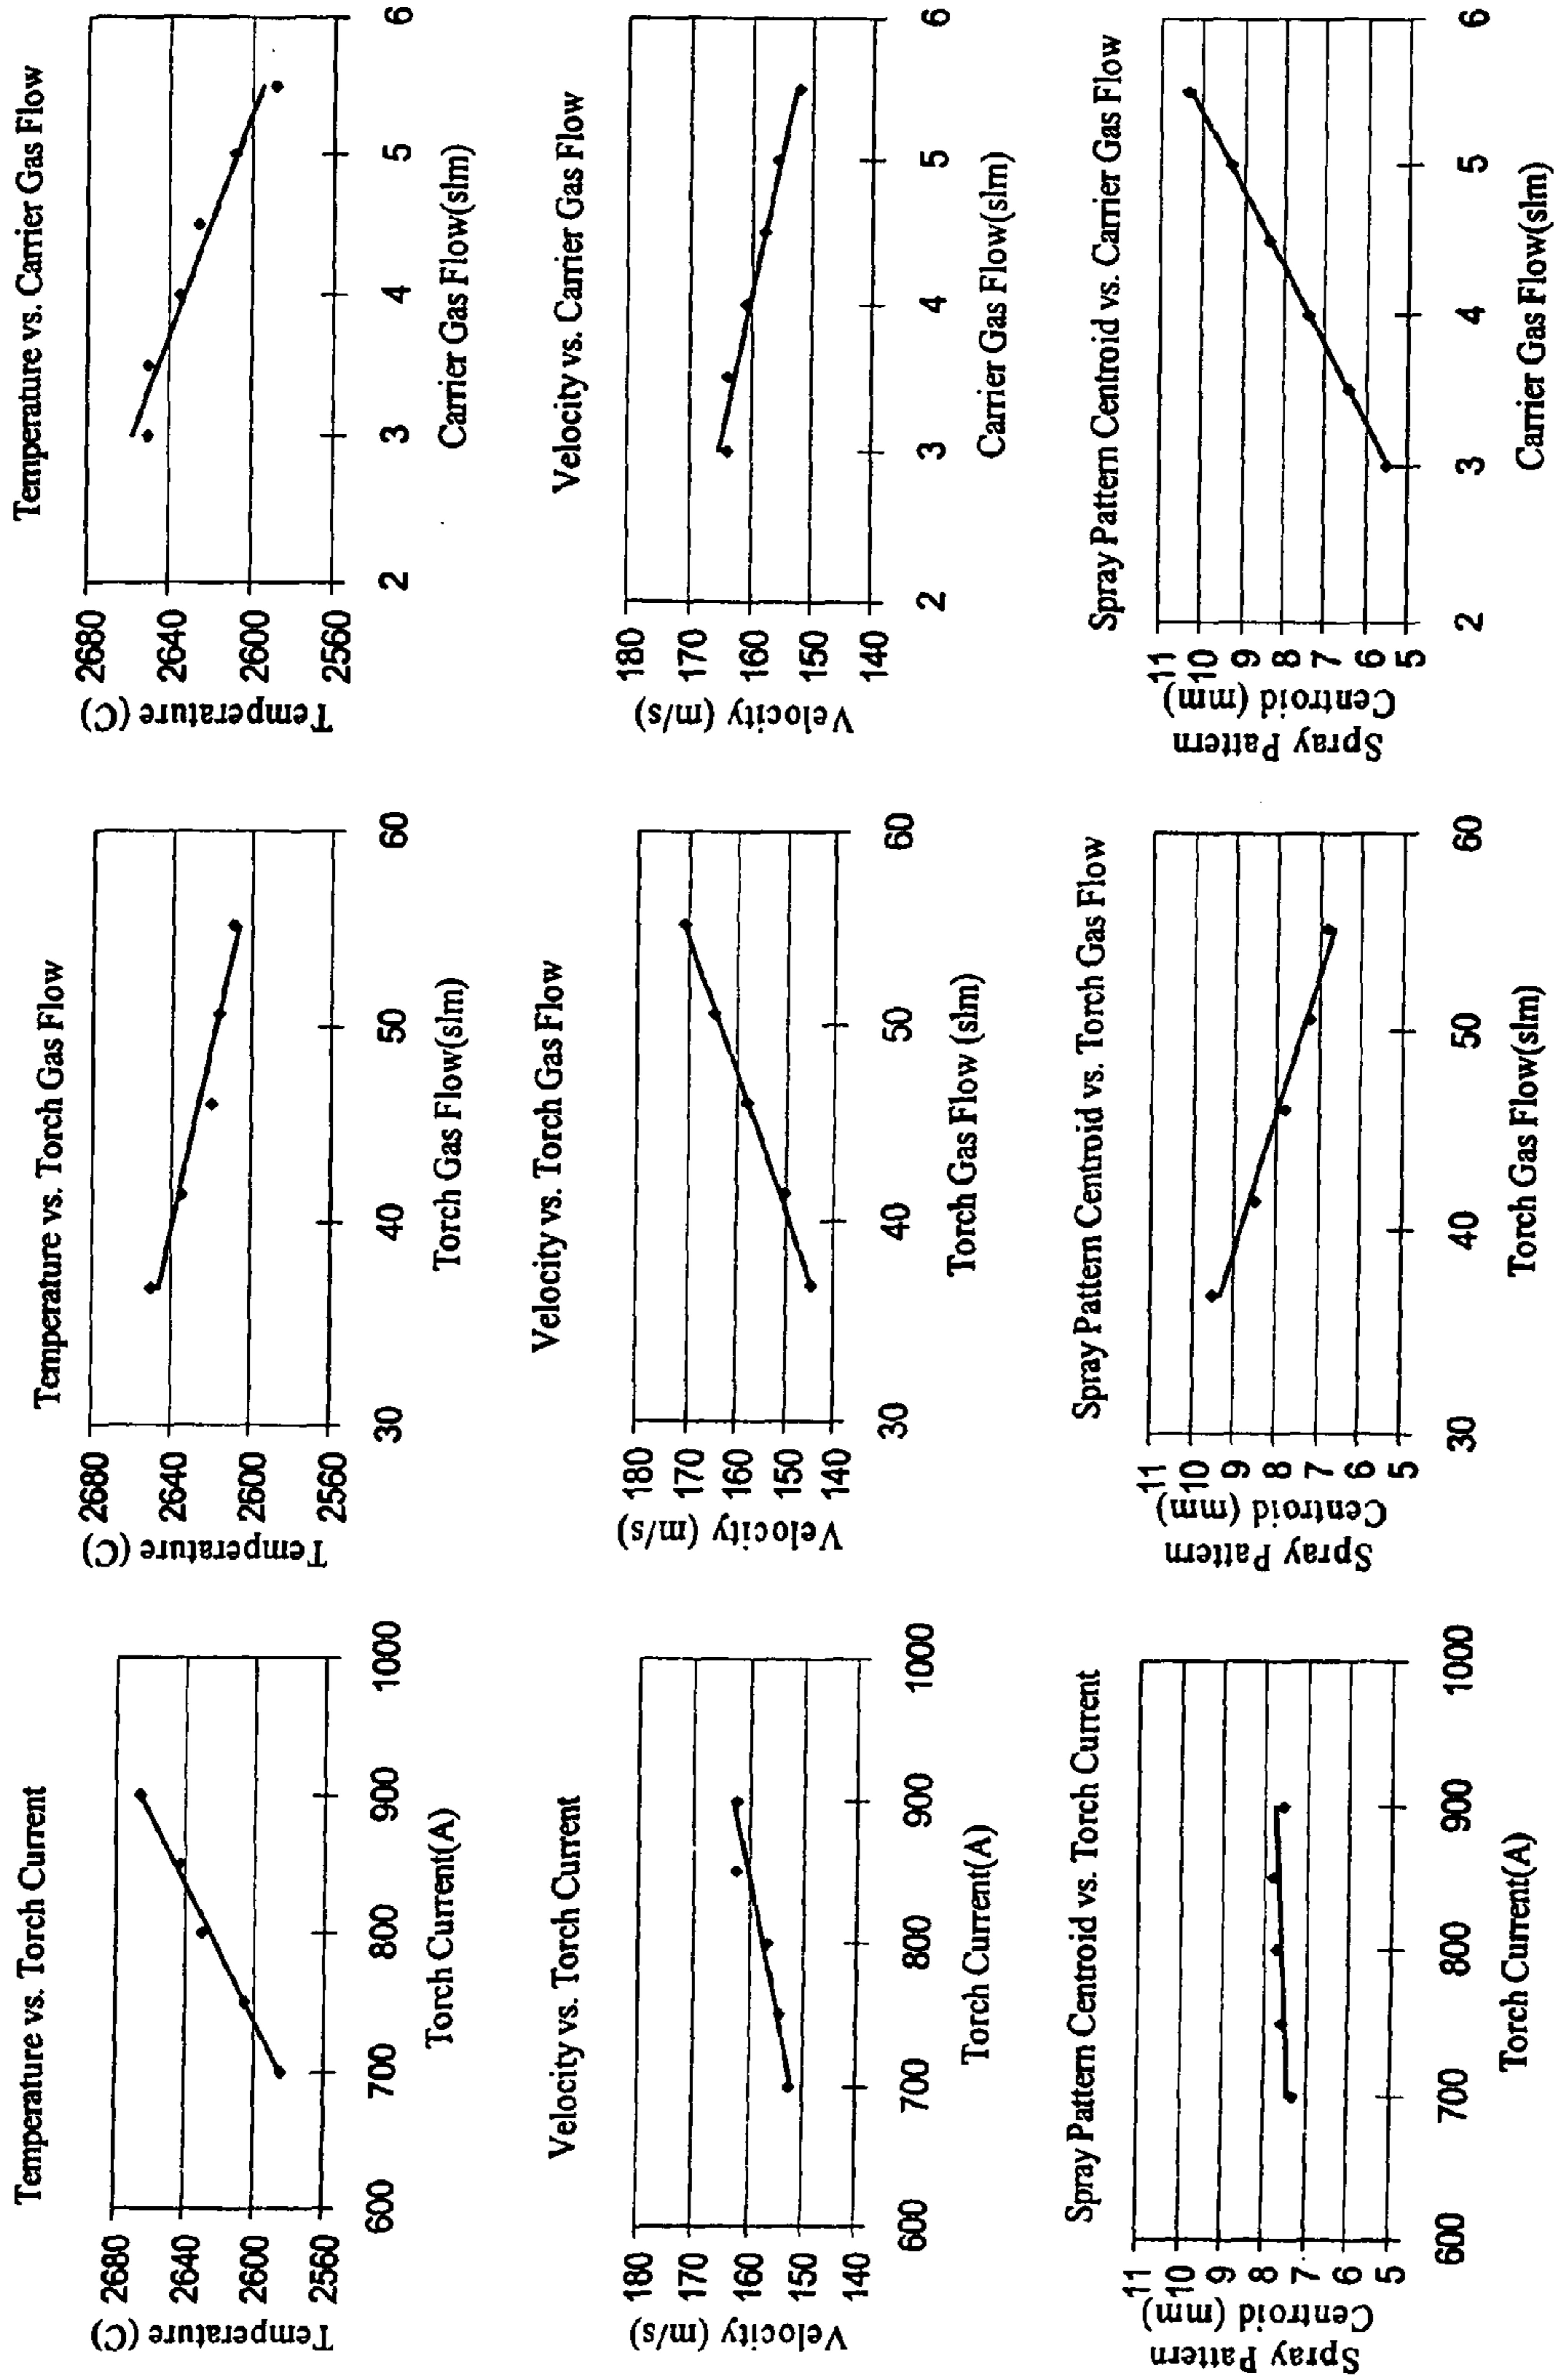 Temperature vs. Torch Current
Temperature (C)
2680
2640
2600
2560
600 700 800 900 1000
Torch Current(A)
Temperature vs. Torch Gas Flow
Temperature (C)
2680
2640
2600
2560
30 40 50 60
Torch Gas Flow(slm)
Temperature vs. Carrier Gas Flow
Temperature (C)
2680
2640
2600
2560
2 3 4 5 6
Carrier Gas Flow(slm)
Velocity vs. Torch Current
Velocity (m/s)
180
170
160
150
140
600 700 800 900 1000
Torch Current(A)
Velocity vs. Torch Gas Flow
Velocity (m/s)
180
170
160
150
140
30 40 50 60
Torch Gas Flow (slm)
Velocity vs. Carrier Gas Flow
Velocity (m/s)
180
170
160
150
140
2 3 4 5 6
Carrier Gas Flow(slm)
Spray Pattern Centroid vs. Torch Current
Spray Pattern
Centroid (mm)
11
10
9
8
7
6
5
600 700 800 900 1000
Torch Current(A)
Spray Pattern Centroid vs. Torch Gas Flow
Spray Pattern
Centroid (mm)
11
10
9
8
7
6
5
30 40 50 60
Torch Gas Flow(slm)
Spray Pattern Centroid vs. Carrier Gas Flow
Spray Pattern
Centroid (mm)
11
10
9
8
7
6
5
2 3 4 5 6
Carrier Gas Flow(slm)